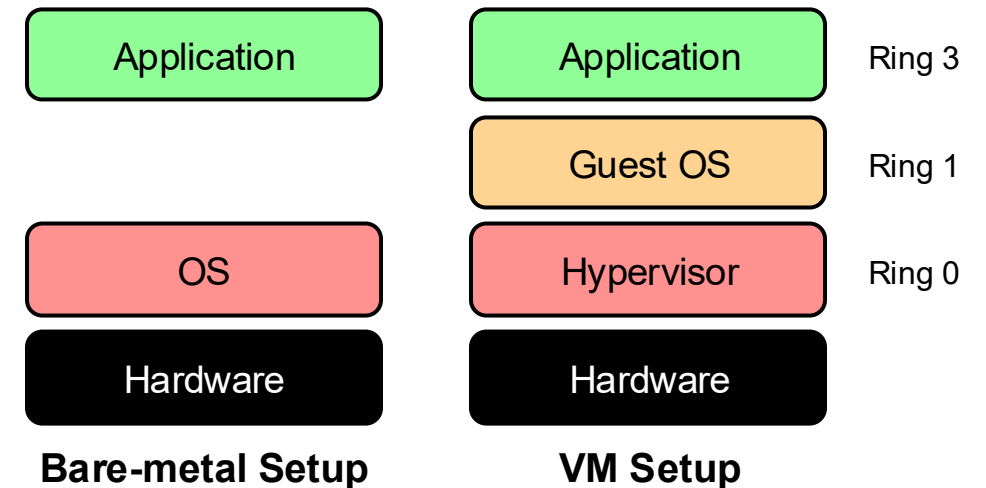 Application
Application
Ring 3
Guest OS
Ring 1
OS
Hypervisor
Ring 0
Hardware
Hardware
Bare-metal Setup
VM Setup